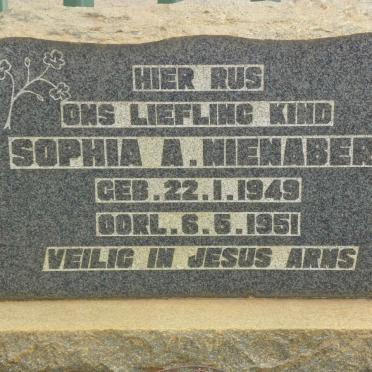 HIER RUS
ONS LIEFLING KIND
SOPHIA A. NIENABER
GEB. 22.1.1949
OORL. 6.5.1951
VEILIG IN JESUS ARMS